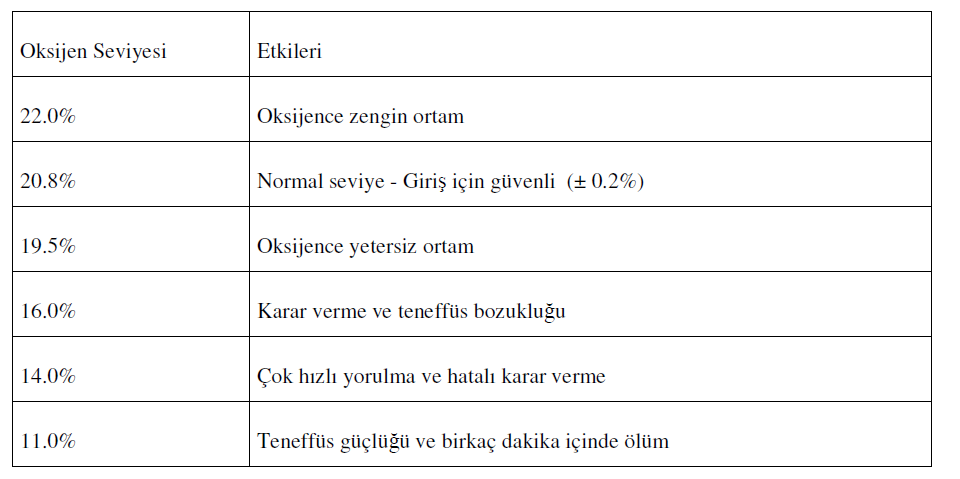 Oksijen Seviyesi Etkileri
22.0% Oksijence zengin ortam
20.8% Normal seviye - Giriş için güvenli (± 0.2%)
19.5% Oksijence yetersiz ortam
16.0% Karar verme ve teneffüs bozukluğu
14.0% Çok hızlı yorulma ve hatalı karar verme
11.0% Teneffüs güçlüğü ve birkaç dakika içinde ölüm